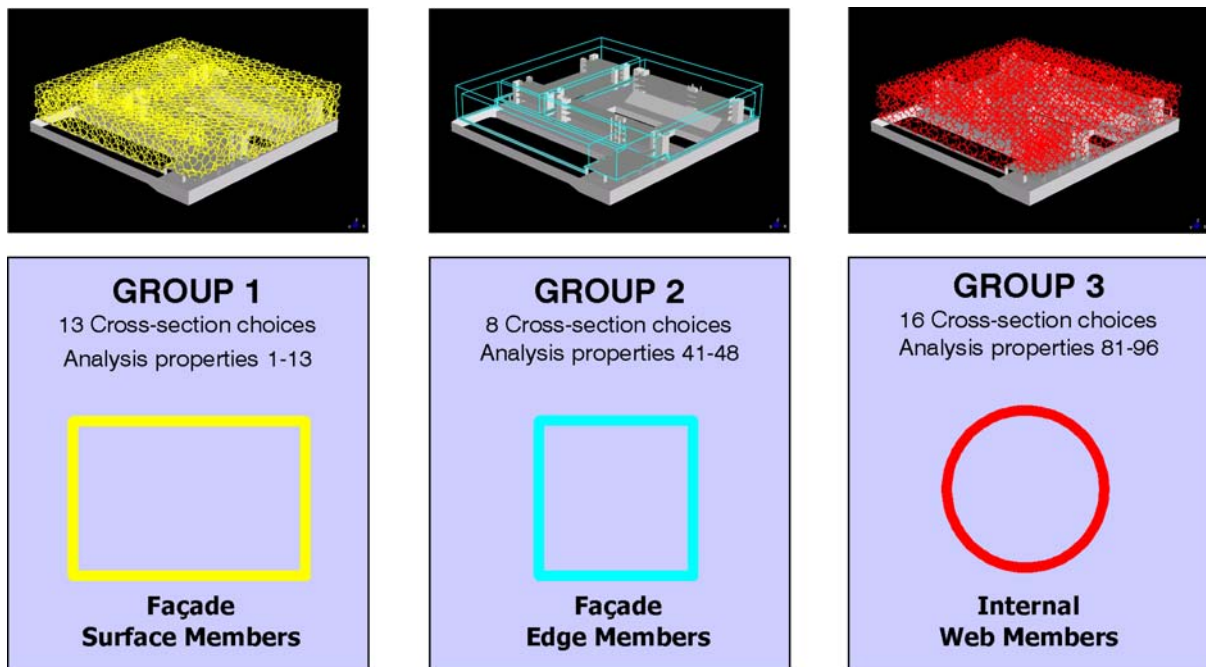 GROUP 1
13 Cross-section choices
Analysis properties 1-13
Façade
Surface Members
GROUP 2
8 Cross-section choices
Analysis properties 41-48
Façade
Edge Members
GROUP 3
16 Cross-section choices
Analysis properties 81-96
Internal
Web Members